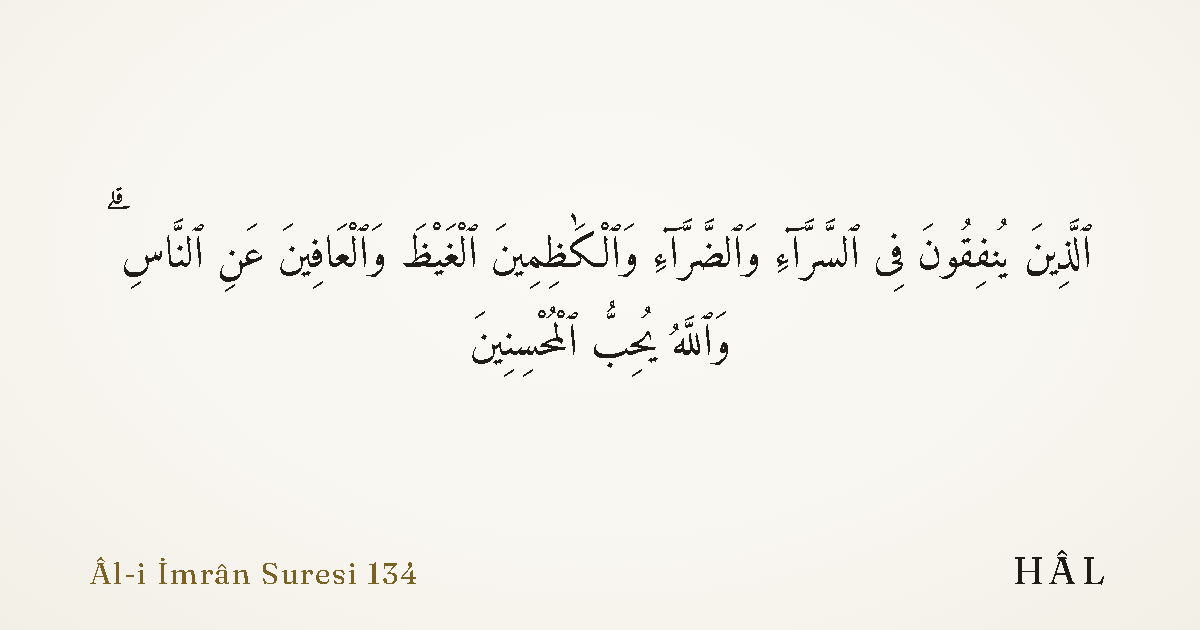 ٱلَّذِينَ يُنفِقُونَ فِى ٱلسَّرَّآءِ وَٱلضَّرَّآءِ وَٱلْكَـٰظِمِينَ ٱلْغَيْظَ وَٱلْعَافِينَ عَنِ ٱلنَّاسِ ۗ
وَٱللَّهُ يُحِبُّ ٱلْمُحْسِنِينَ
Âl-i İmrân Suresi 134
HÂL